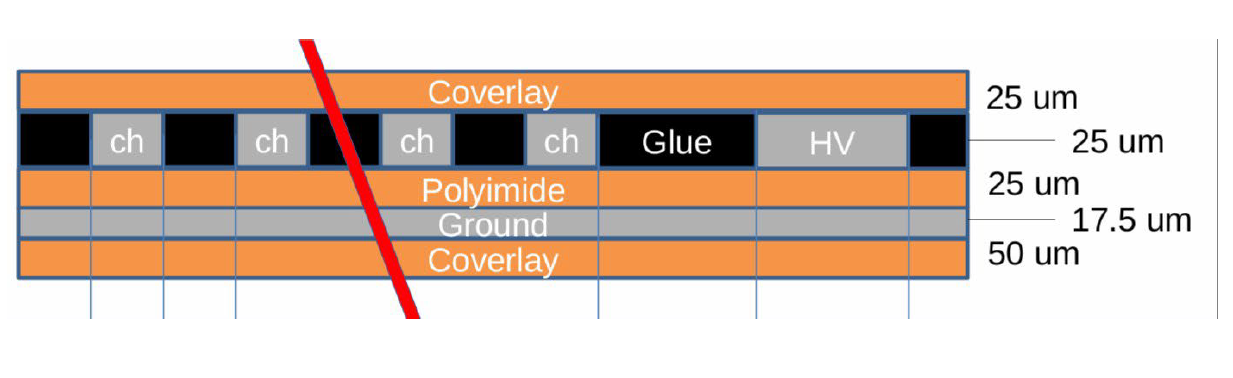 Coverlay
25 um
ch ch ch ch Glue HV
25 um
Polyimide
25 um
Ground
17.5 um
Coverlay
50 um